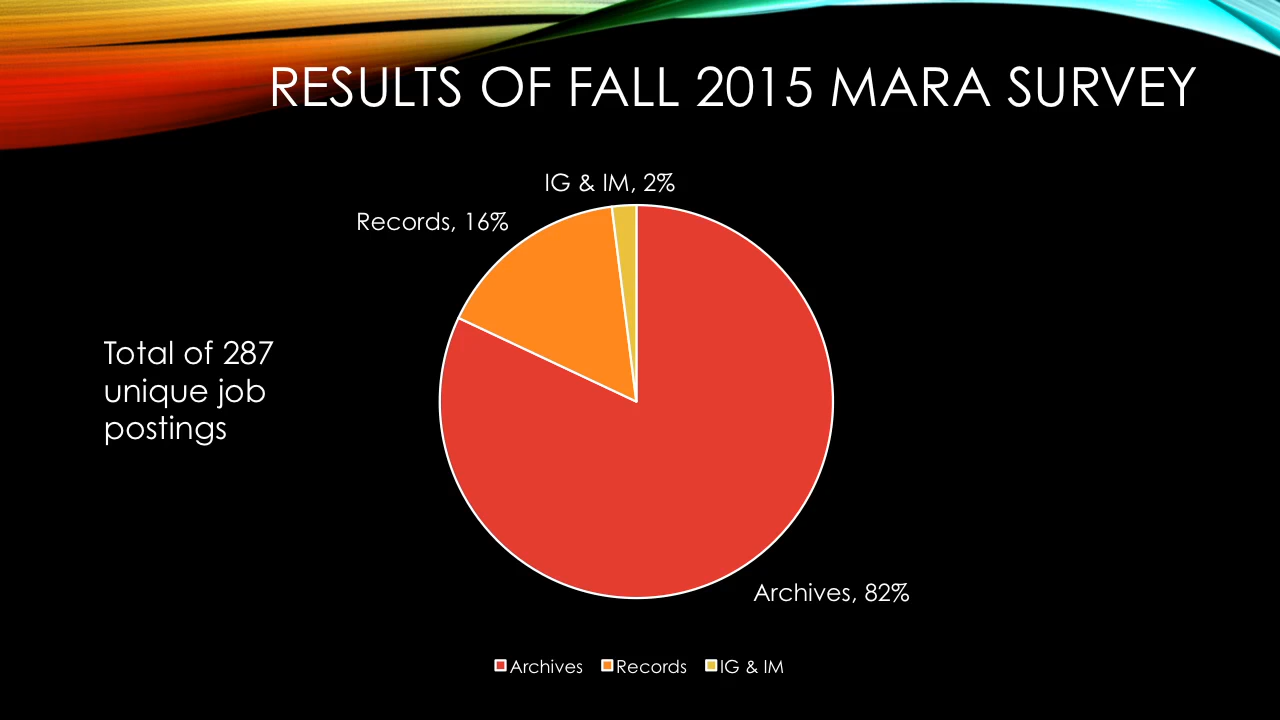 RESULTS OF FALL 2015 MARA SURVEY
IG & IM, 2%
Records, 16%
Total of 287
unique job
postings
Archives, 82%
Archives Records IG & IM